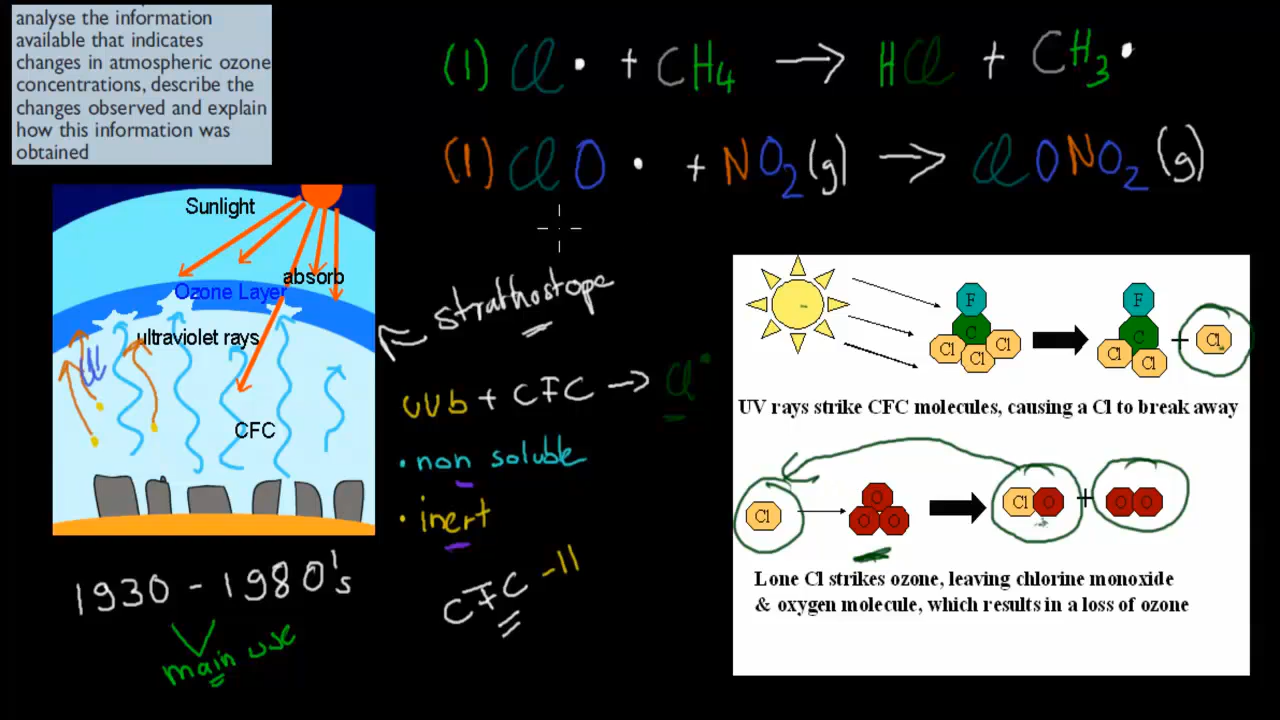 analyse the information
available that indicates
changes in atmospheric ozone
concentrations, describe the
changes observed and explain
how this information was
obtained
(1) Cl• + CH4 → HCl + CH3•
(1) ClO• + NO2(g) → ClONO2(g)
Sunlight
absorb
Ozone Layer
ultraviolet rays
Cl
CFC
strathostope
uvb + CFC → Cl•
• non soluble
• inert
CFC -11
1930 - 1980's
main use
F
C
Cl Cl Cl
F
C
Cl Cl
+ Cl
UV rays strike CFC molecules, causing a Cl to break away
Cl
O
O O
Cl O + O O
Lone Cl strikes ozone, leaving chlorine monoxide
& oxygen molecule, which results in a loss of ozone